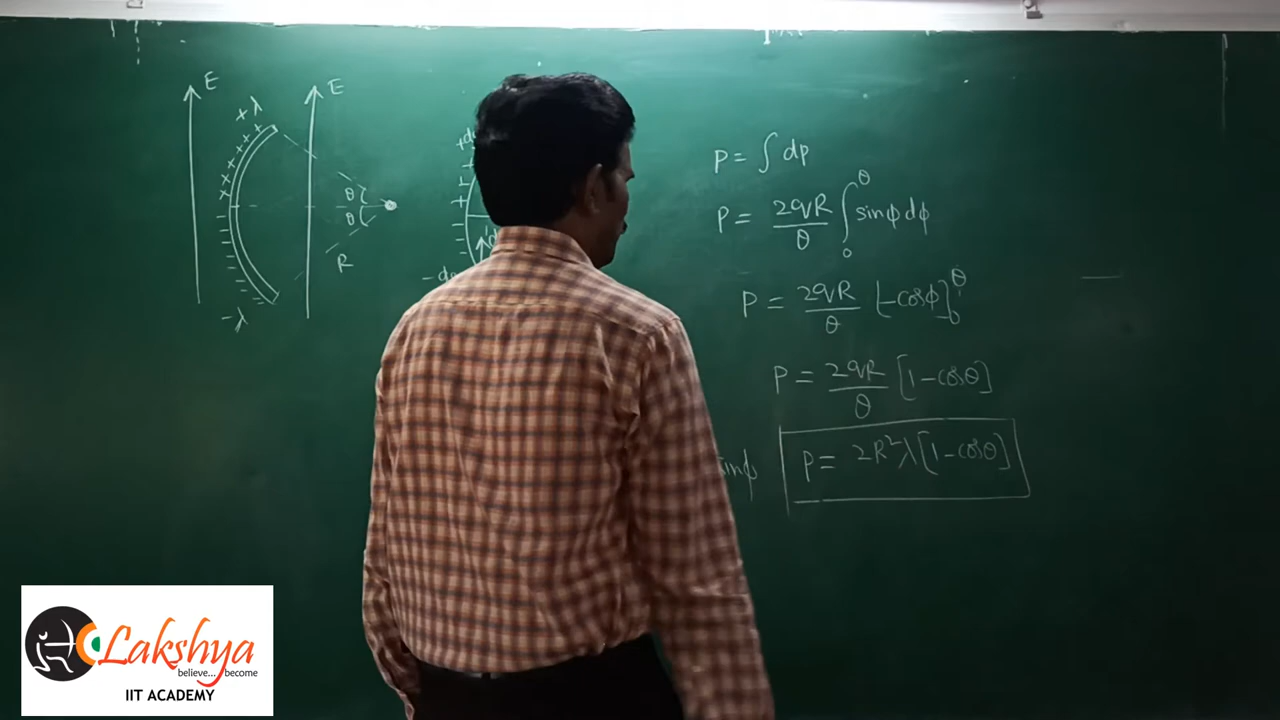 E
E
+λ
+ + + + + + +
θ
θ
R
-λ
P = ∫ dp
P = 2qR/θ ∫₀^θ sinϕ dϕ
P = 2qR/θ [-cosϕ]₀^θ
P = 2qR/θ [1-cosθ]
P = 2R²λ[1-cosθ]
sinϕ
Lakshya
believe... become
IIT ACADEMY